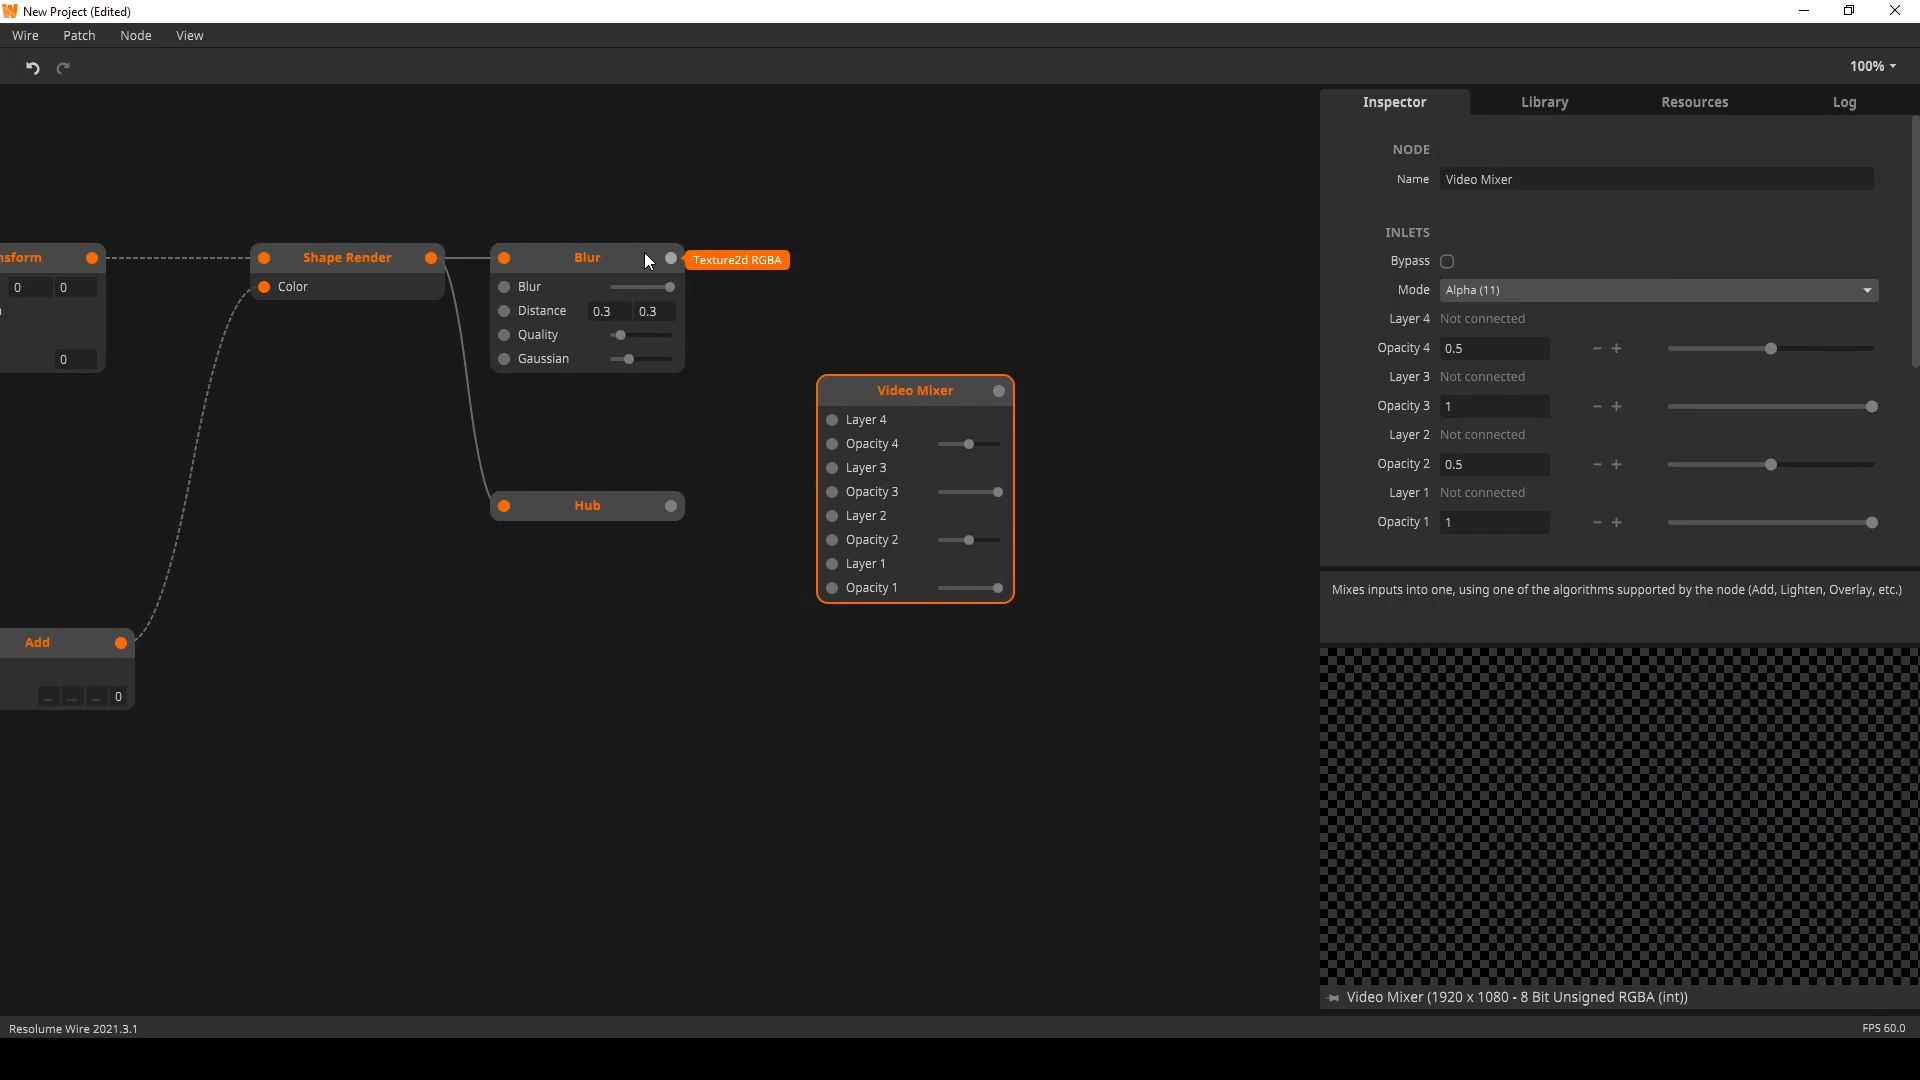 New Project (Edited)
Wire Patch Node View
100%
Inspector Library Resources Log
NODE
Name Video Mixer
INLETS
Bypass
Mode Alpha (11)
Layer 4 Not connected
Opacity 4 0.5 - +
Layer 3 Not connected
Opacity 3 1 - +
Layer 2 Not connected
Opacity 2 0.5 - +
Layer 1 Not connected
Opacity 1 1 - +
Mixes inputs into one, using one of the algorithms supported by the node (Add, Lighten, Overlay, etc.)
Video Mixer (1920 x 1080 - 8 Bit Unsigned RGBA (int))
nsform
0 0
0
Shape Render
Color
Blur
Texture2d RGBA
Blur
Distance 0.3 0.3
Quality
Gaussian
Hub
Video Mixer
Layer 4
Opacity 4
Layer 3
Opacity 3
Layer 2
Opacity 2
Layer 1
Opacity 1
Add
... ... ... 0
Resolume Wire 2021.3.1
FPS 60.0